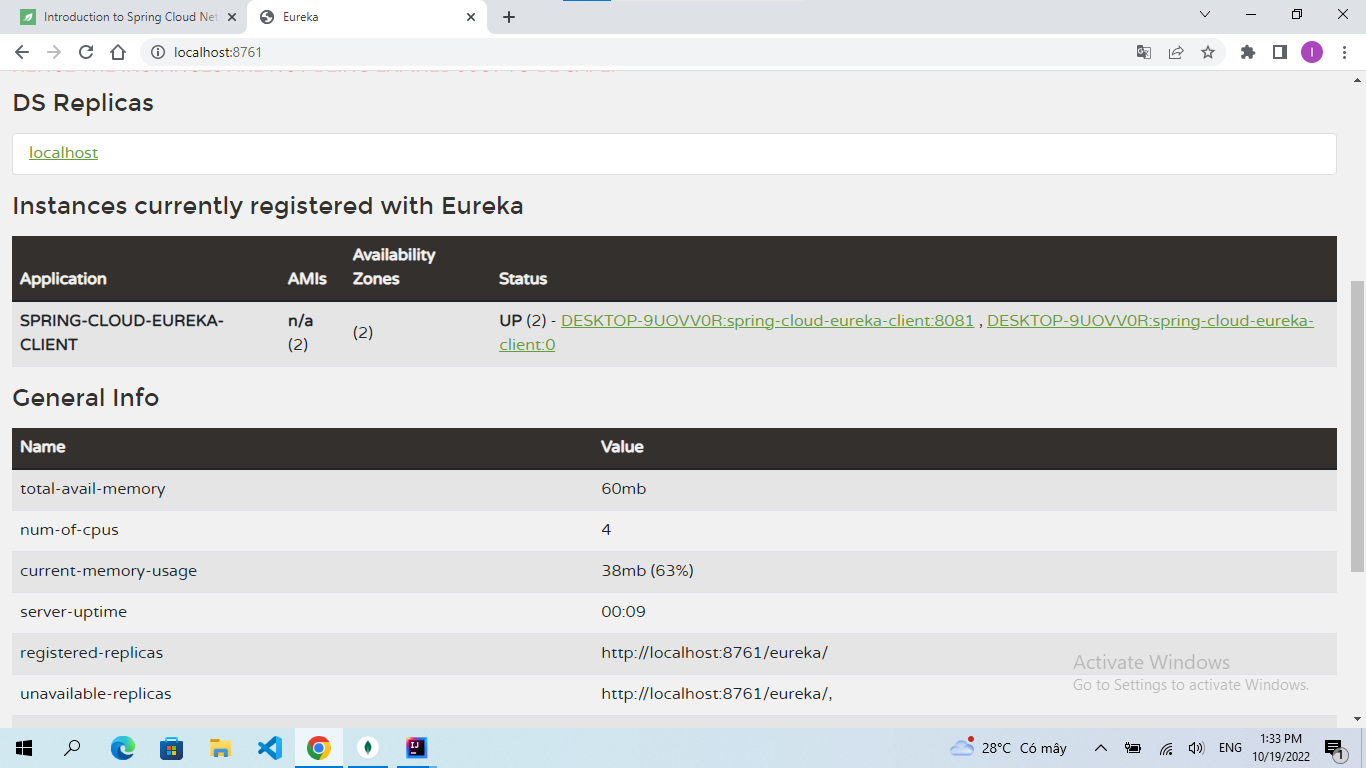 Introduction to Spring Cloud Net
Eureka
localhost:8761
I
DS Replicas
localhost
Instances currently registered with Eureka
Application AMIs Availability Zones Status
SPRING-CLOUD-EUREKA-CLIENT n/a (2) (2) UP (2) - DESKTOP-9UOVV0R:spring-cloud-eureka-client:8081 , DESKTOP-9UOVV0R:spring-cloud-eureka-client:0
General Info
Name Value
total-avail-memory 60mb
num-of-cpus 4
current-memory-usage 38mb (63%)
server-uptime 00:09
registered-replicas http://localhost:8761/eureka/
unavailable-replicas http://localhost:8761/eureka/,
Activate Windows
Go to Settings to activate Windows.
28°C Có mây
ENG
1:33 PM
10/19/2022
1